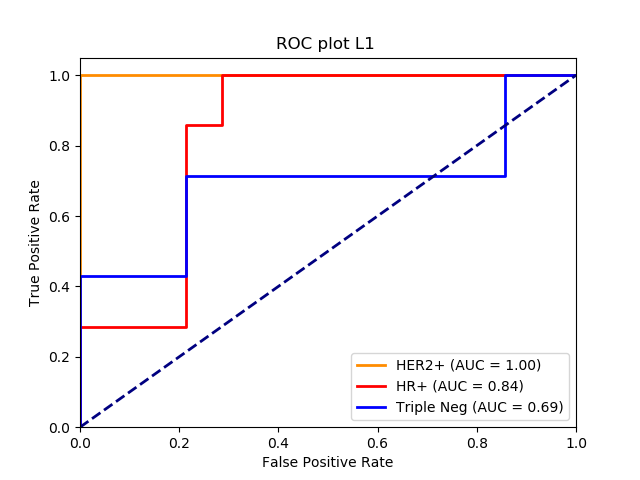 ROC plot L1
True Positive Rate
1.0
0.8
0.6
0.4
0.2
0.0
HER2+ (AUC = 1.00)
HR+ (AUC = 0.84)
Triple Neg (AUC = 0.69)
0.0 0.2 0.4 0.6 0.8 1.0
False Positive Rate